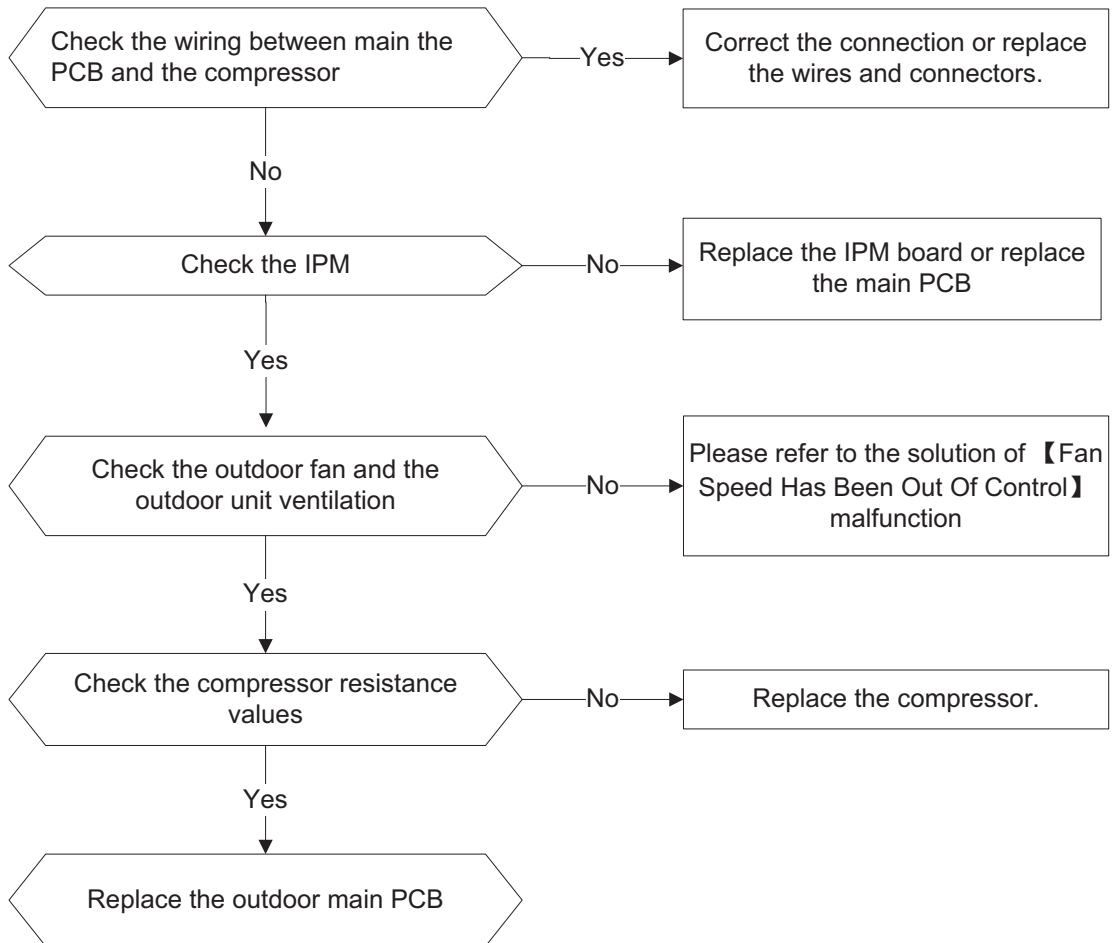 Check the wiring between main the
PCB and the compressor
Yes
Correct the connection or replace
the wires and connectors.
No
Check the IPM
No
Replace the IPM board or replace
the main PCB
Yes
Check the outdoor fan and the
outdoor unit ventilation
No
Please refer to the solution of 【Fan
Speed Has Been Out Of Control】
malfunction
Yes
Check the compressor resistance
values
No
Replace the compressor.
Yes
Replace the outdoor main PCB